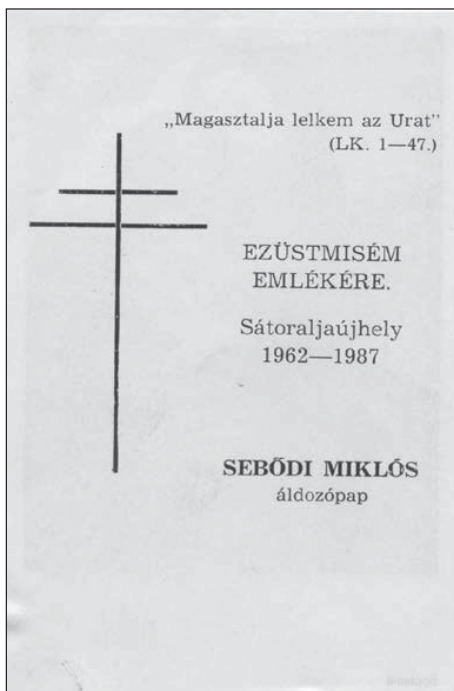 „Magasztalja lelkem az Urat”
(LK. 1—47.)
EZÜSTMISÉM
EMLÉKÉRE.
Sátoraljaújhely
1962—1987
SEBŐDI MIKLÓS
áldozópap